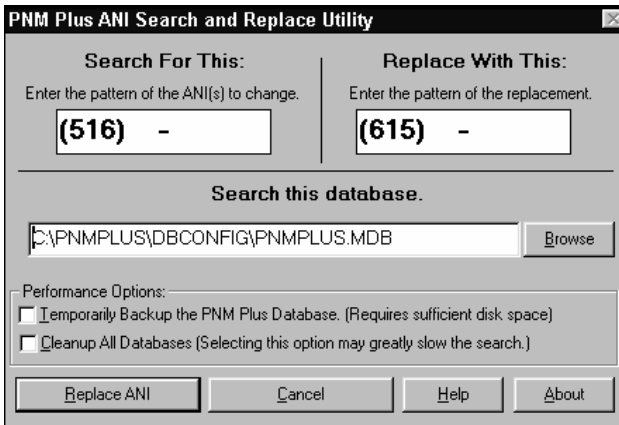 PNM Plus ANI Search and Replace Utility
Search For This:
Enter the pattern of the ANI(s) to change.
(516)    -
Replace With This:
Enter the pattern of the replacement.
(615)    -
Search this database.
C:\PNMPLUS\DBCONFIG\PNMPLUS.MDB
Browse
Performance Options:
Temporarily Backup the PNM Plus Database. (Requires sufficient disk space)
Cleanup All Databases (Selecting this option may greatly slow the search.)
Replace ANI
Cancel
Help
About